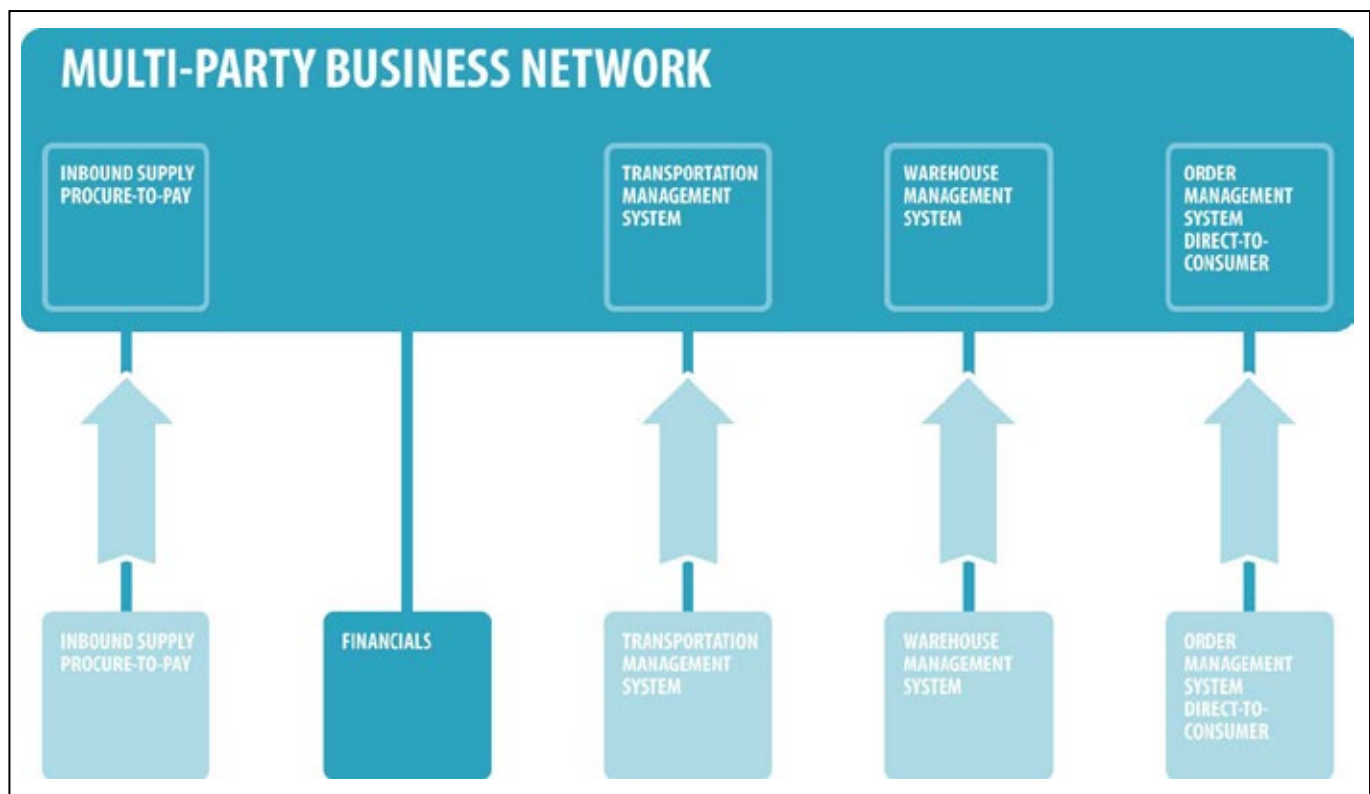 MULTI-PARTY BUSINESS NETWORK
INBOUND SUPPLY
PROCURE-TO-PAY
TRANSPORTATION
MANAGEMENT
SYSTEM
WAREHOUSE
MANAGEMENT
SYSTEM
ORDER
MANAGEMENT
SYSTEM
DIRECT-TO-
CONSUMER
INBOUND SUPPLY
PROCURE-TO-PAY
FINANCIALS
TRANSPORTATION
MANAGEMENT
SYSTEM
WAREHOUSE
MANAGEMENT
SYSTEM
ORDER
MANAGEMENT
SYSTEM
DIRECT-TO-
CONSUMER